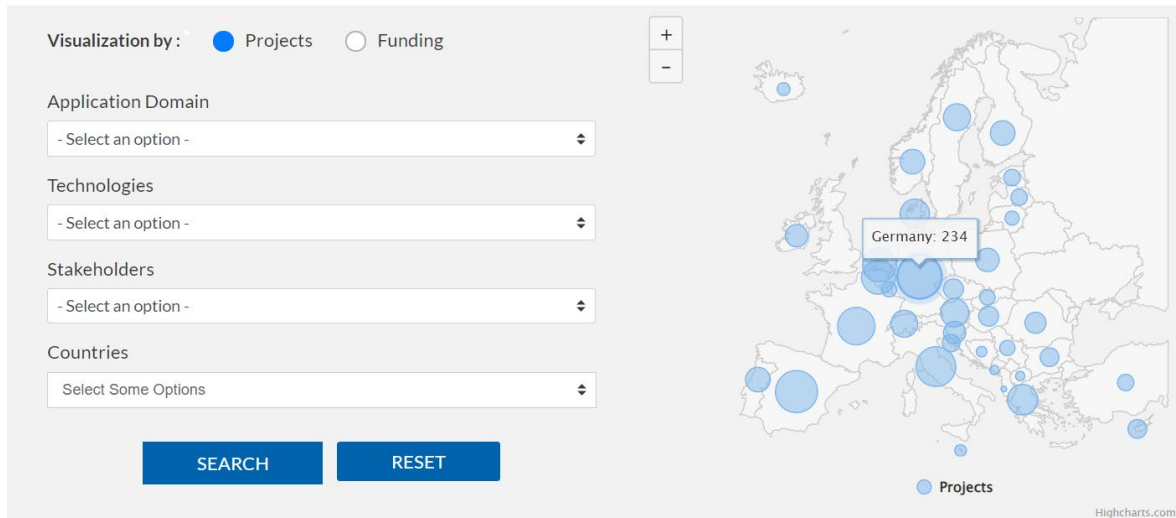 Visualization by :
Projects
Funding
Application Domain
- Select an option -
Technologies
- Select an option -
Stakeholders
- Select an option -
Countries
Select Some Options
SEARCH
RESET
+
-
Germany: 234
Projects
Highcharts.com